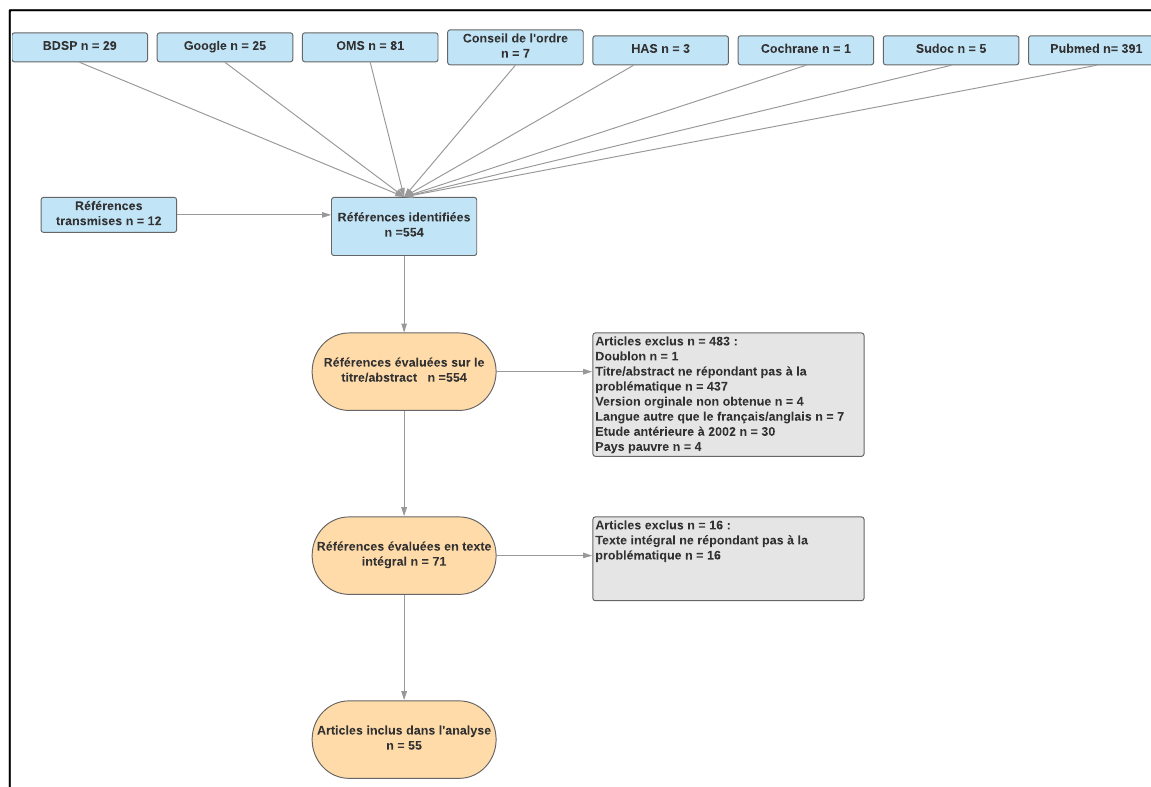 BDSP n = 29
Google n = 25
OMS n = 81
Conseil de l'ordre
n = 7
HAS n = 3
Cochrane n = 1
Sudoc n = 5
Pubmed n= 391
Références
transmises n = 12
Références identifiées
n =554
Références évaluées sur le
titre/abstract n =554
Articles exclus n = 483 :
Doublon n = 1
Titre/abstract ne répondant pas à la
problématique n = 437
Version orginale non obtenue n = 4
Langue autre que le français/anglais n = 7
Etude antérieure à 2002 n = 30
Pays pauvre n = 4
Références évaluées en texte
intégral n = 71
Articles exclus n = 16 :
Texte intégral ne répondant pas à la
problématique n = 16
Articles inclus dans l'analyse
n = 55